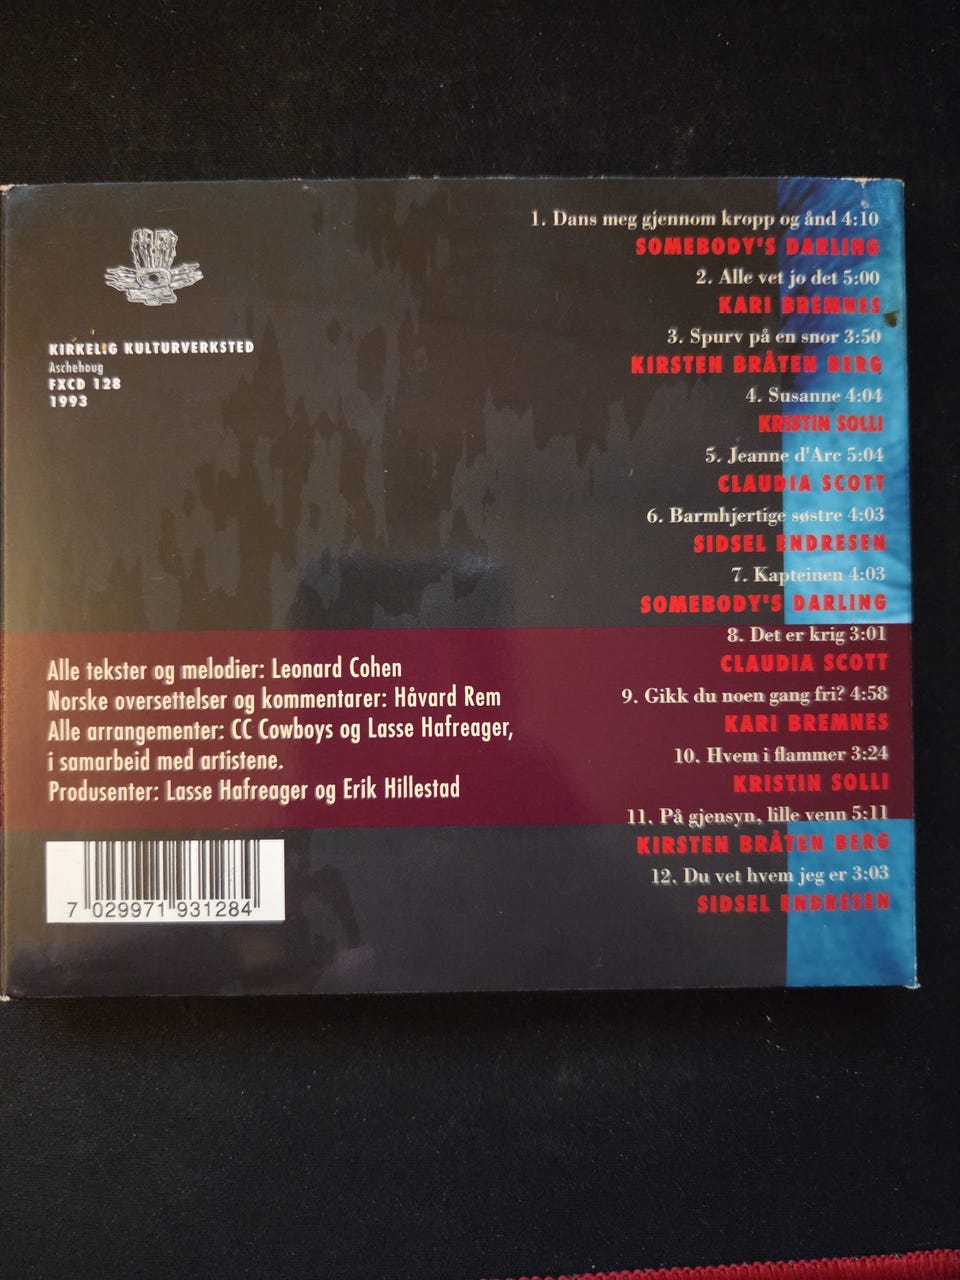 KIRKELIG KULTURVERKSTED
Aschehoug
FXCD 128
1993
1. Dans meg gjennom kropp og ånd 4:10
SOMEBODY'S DARLING
2. Alle vet jo det 5:00
KARI BREMNES
3. Spurv på en snor 3:50
KIRSTEN BRÅTEN BERG
4. Susanne 4:04
KRISTIN SOLLI
5. Jeanne d'Arc 5:04
CLAUDIA SCOTT
6. Barmhjertige søstre 4:03
SIDSEL ENDRESEN
7. Kapteinen 4:03
SOMEBODY'S DARLING
8. Det er krig 3:01
CLAUDIA SCOTT
9. Gikk du noen gang fri? 4:58
KARI BREMNES
10. Hvem i flammer 3:24
KRISTIN SOLLI
11. På gjensyn, lille venn 5:11
KIRSTEN BRÅTEN BERG
12. Du vet hvem jeg er 3:03
SIDSEL ENDRESEN
Alle tekster og melodier: Leonard Cohen
Norske oversettelser og kommentarer: Håvard Rem
Alle arrangementer: CC Cowboys og Lasse Hafreager,
i samarbeid med artistene.
Produsenter: Lasse Hafreager og Erik Hillestad
7 029971 931284